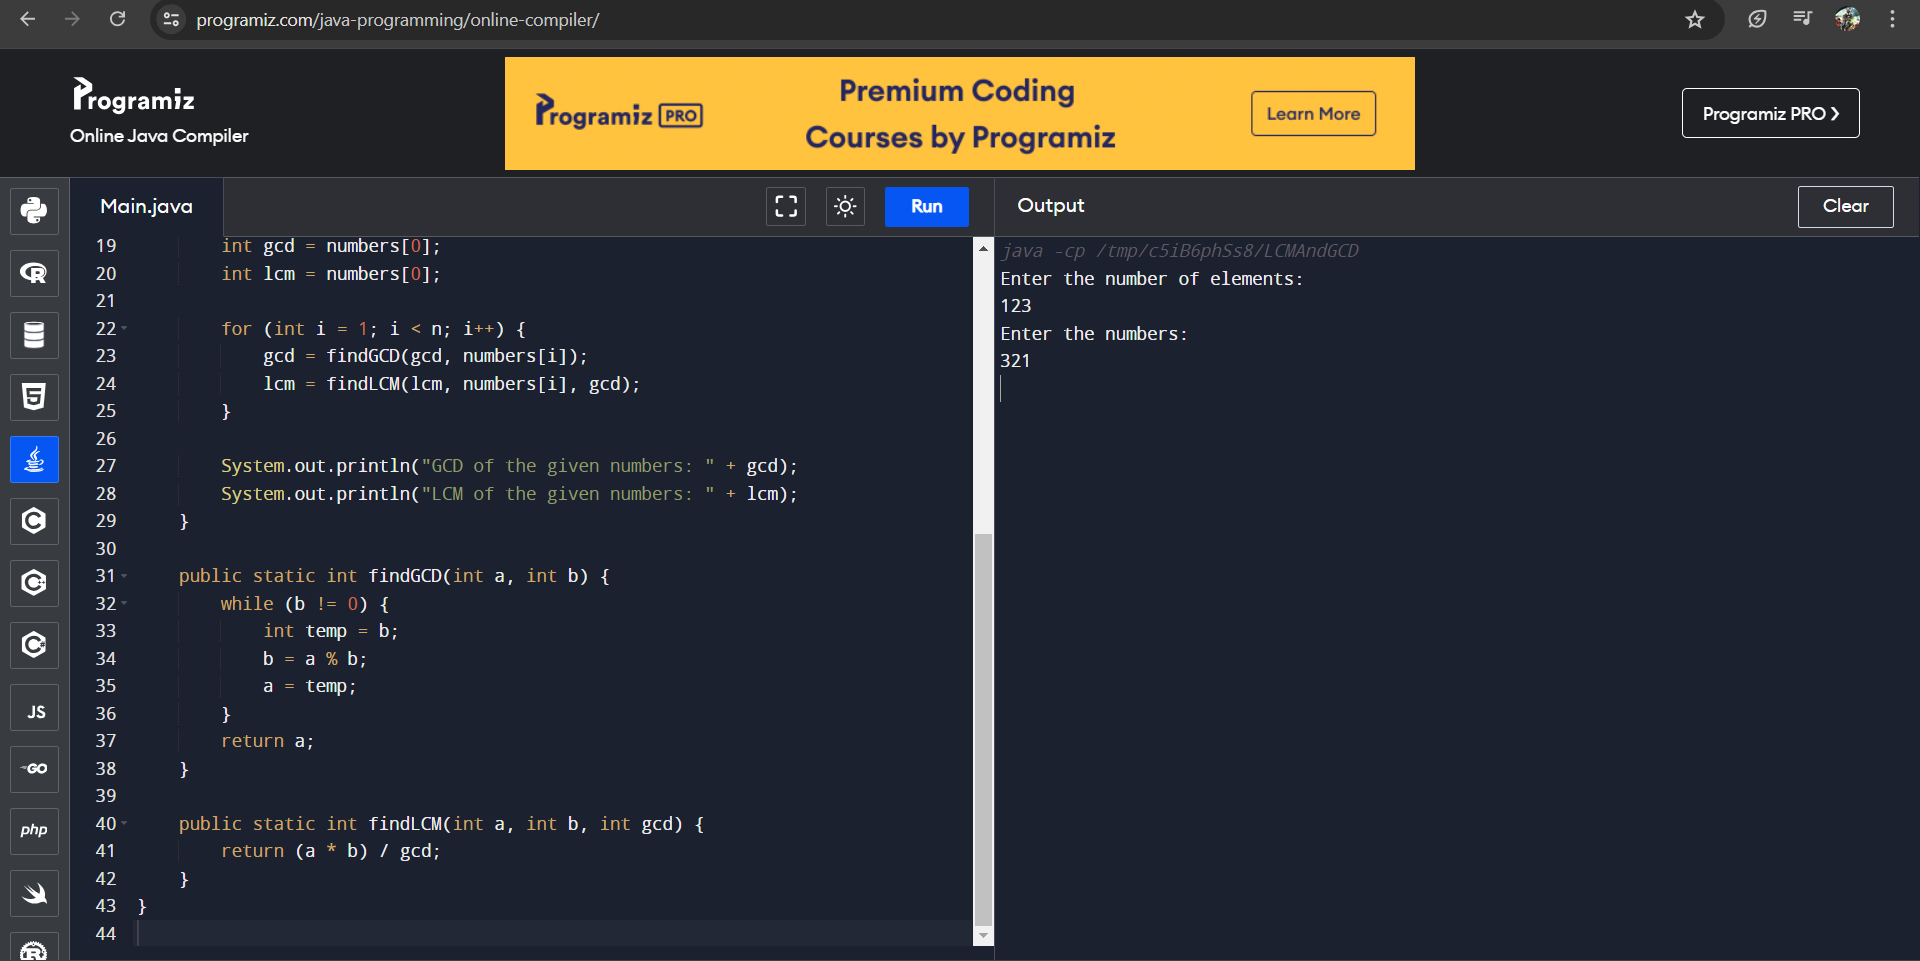 programiz.com/java-programming/online-compiler/
Programiz
Online Java Compiler
Programiz PRO
Premium Coding
Courses by Programiz
Learn More
Programiz PRO ❯
Main.java
Run
Output
Clear
19 int gcd = numbers[0];
20 int lcm = numbers[0];
21
22 for (int i = 1; i < n; i++) {
23 gcd = findGCD(gcd, numbers[i]);
24 lcm = findLCM(lcm, numbers[i], gcd);
25 }
26
27 System.out.println("GCD of the given numbers: " + gcd);
28 System.out.println("LCM of the given numbers: " + lcm);
29 }
30
31 public static int findGCD(int a, int b) {
32 while (b != 0) {
33 int temp = b;
34 b = a % b;
35 a = temp;
36 }
37 return a;
38 }
39
40 public static int findLCM(int a, int b, int gcd) {
41 return (a * b) / gcd;
42 }
43 }
44
java -cp /tmp/c5iB6phSs8/LCMAndGCD
Enter the number of elements:
123
Enter the numbers:
321
R
5
C
C
C
JS
GO
php
R